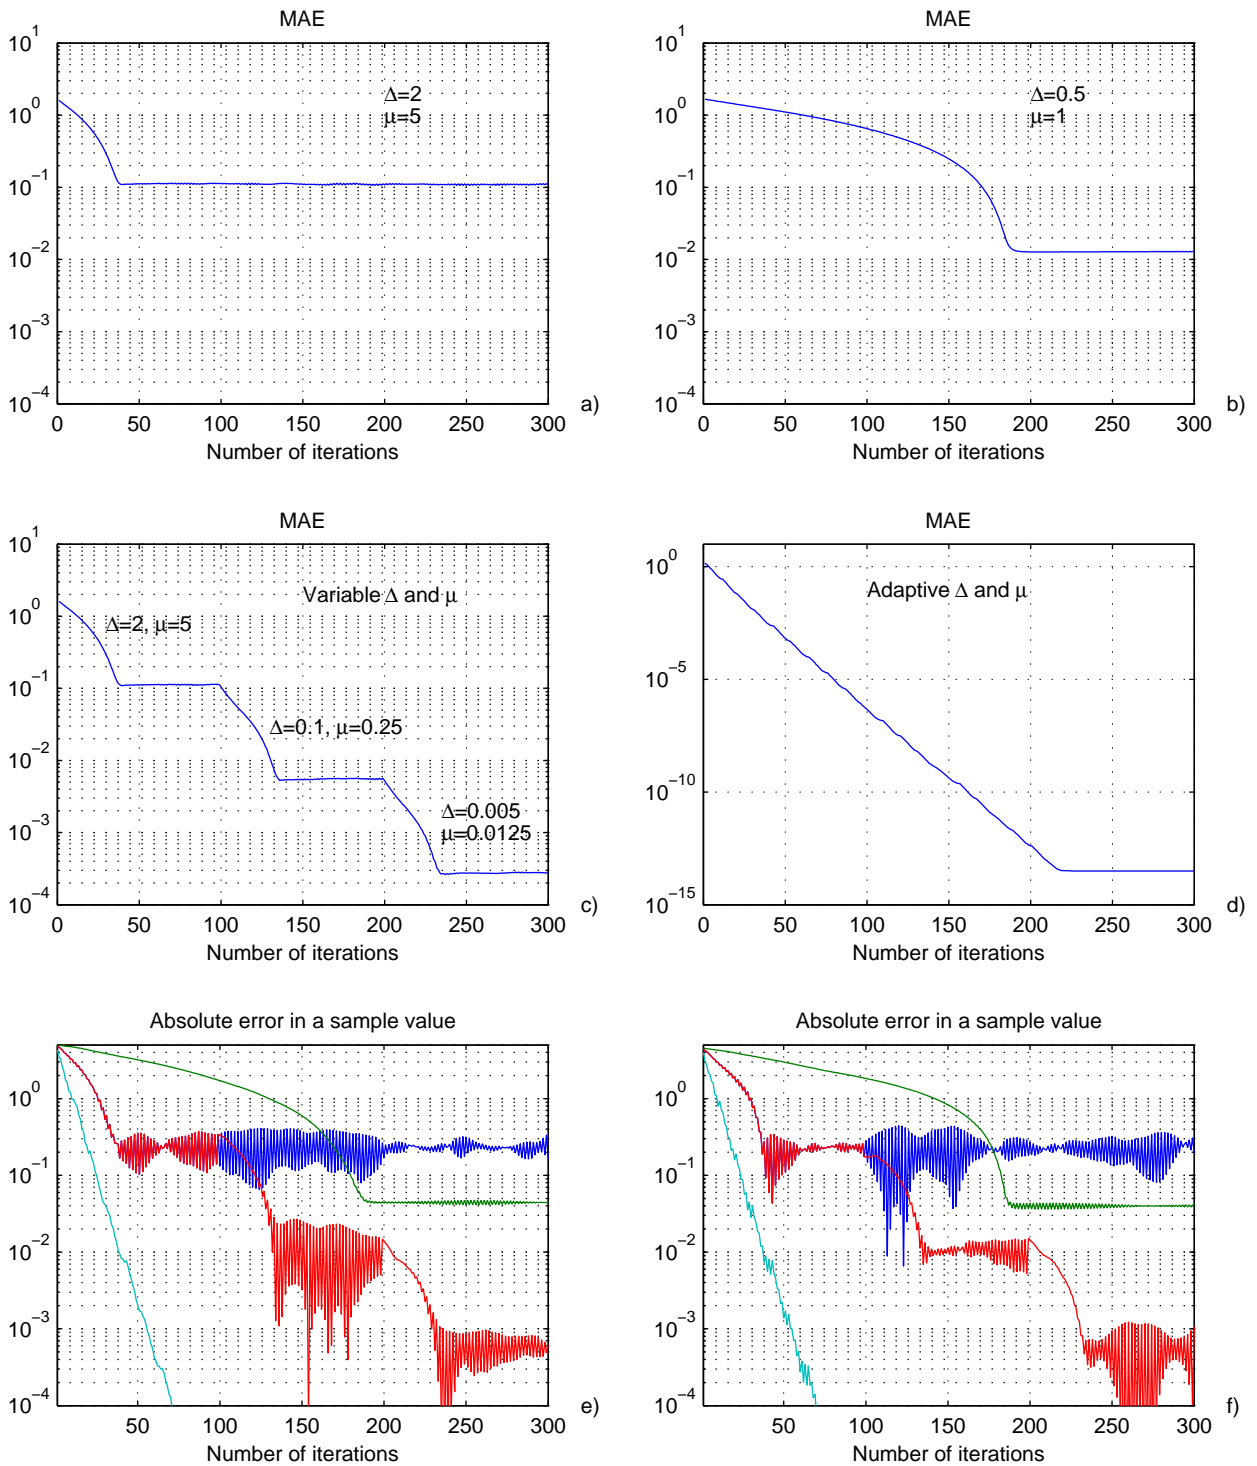 MAE
10^1
10^0
10^−1
10^−2
10^−3
10^−4
Δ=2
μ=5
0 50 100 150 200 250 300
Number of iterations
a)
MAE
10^1
10^0
10^−1
10^−2
10^−3
10^−4
Δ=0.5
μ=1
0 50 100 150 200 250 300
Number of iterations
b)
MAE
10^1
10^0
10^−1
10^−2
10^−3
10^−4
Variable Δ and μ
Δ=2, μ=5
Δ=0.1, μ=0.25
Δ=0.005
μ=0.0125
0 50 100 150 200 250 300
Number of iterations
c)
MAE
10^0
10^−5
10^−10
10^−15
Adaptive Δ and μ
0 50 100 150 200 250 300
Number of iterations
d)
Absolute error in a sample value
10^0
10^−1
10^−2
10^−3
10^−4
50 100 150 200 250 300
Number of iterations
e)
Absolute error in a sample value
10^0
10^−1
10^−2
10^−3
10^−4
50 100 150 200 250 300
Number of iterations
f)